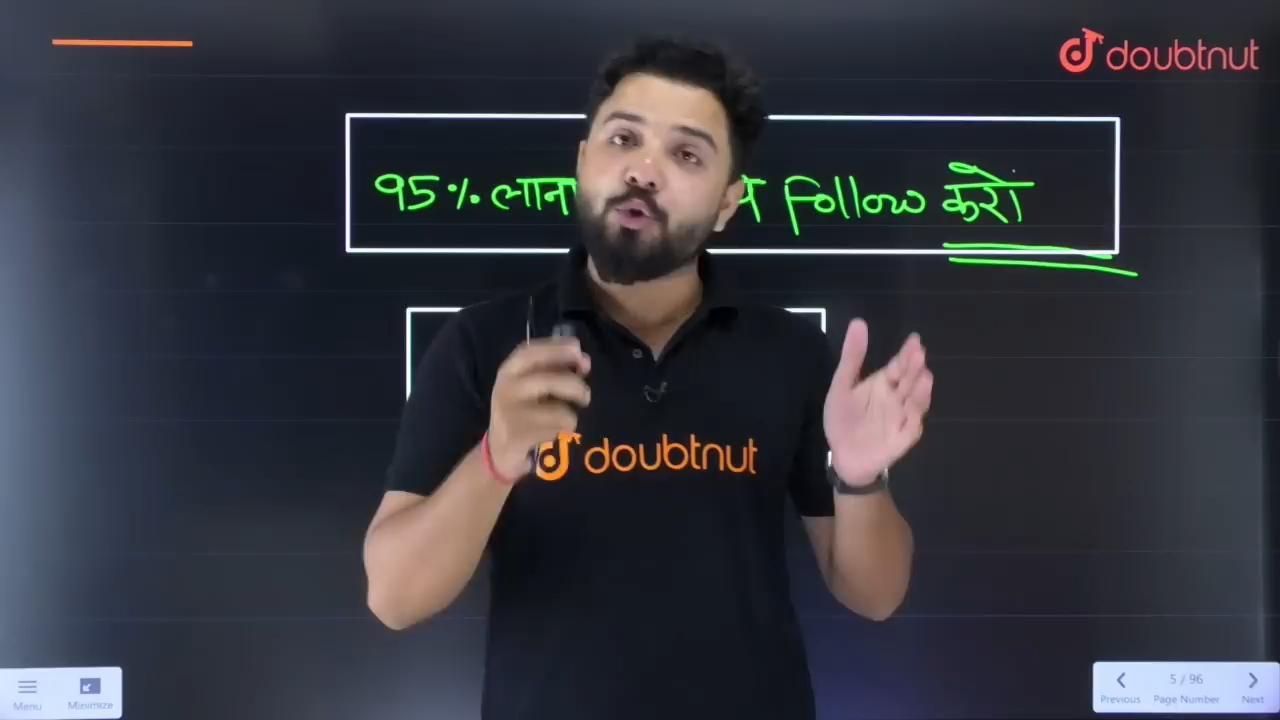 doubtnut
95% लाना Follow करो
doubtnut
Menu
Minimize
5 / 96
Previous
Page Number
Next